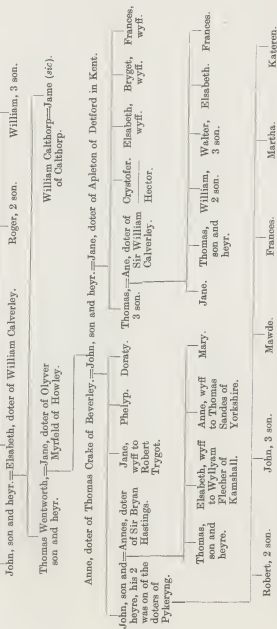 John, son and heyr.=Elsabeth, doter of William Calverley.
Roger, 2 son.
William, 3 son.
Thomas Wentworth,=Jane, doter of Olyver
son and heyr.
Myrfeld of Howley.
William Calthorp=Jame (sic).
of Calthorp.
Anne, doter of Thomas Crake of Beverley.=John, son and heyr.=Jane, doter of Apleton of Detford in Kent.
John, son and=Annes, doter
heyre, his 2
of Sir Bryan
was on of the
Hastings.
doters of
Pykeryng.
Jane,
wyff to
Robert
Trygot.
Phelyp.
Doraty.
Thomas,=Ane, doter of
3 son.
Sir William
Calverley.
Crystofer.
Hector.
Elsabeth,
wyff.
Bryget,
wyff.
Frances,
wyff.
Thomas,
son and
heyre.
Elsabeth, wyff
to Wyllyam
Flecher of
Kamshall.
Anne, wyff
to Thomas
Sandes of
Yorkshire.
Mary.
Jane.
Thomas,
son and
heyr.
William,
2 son.
Walter,
3 son.
Elsabeth.
Frances.
Robert, 2 son.
John, 3 son.
Mawde.
Frances.
Martha.
Kateren.